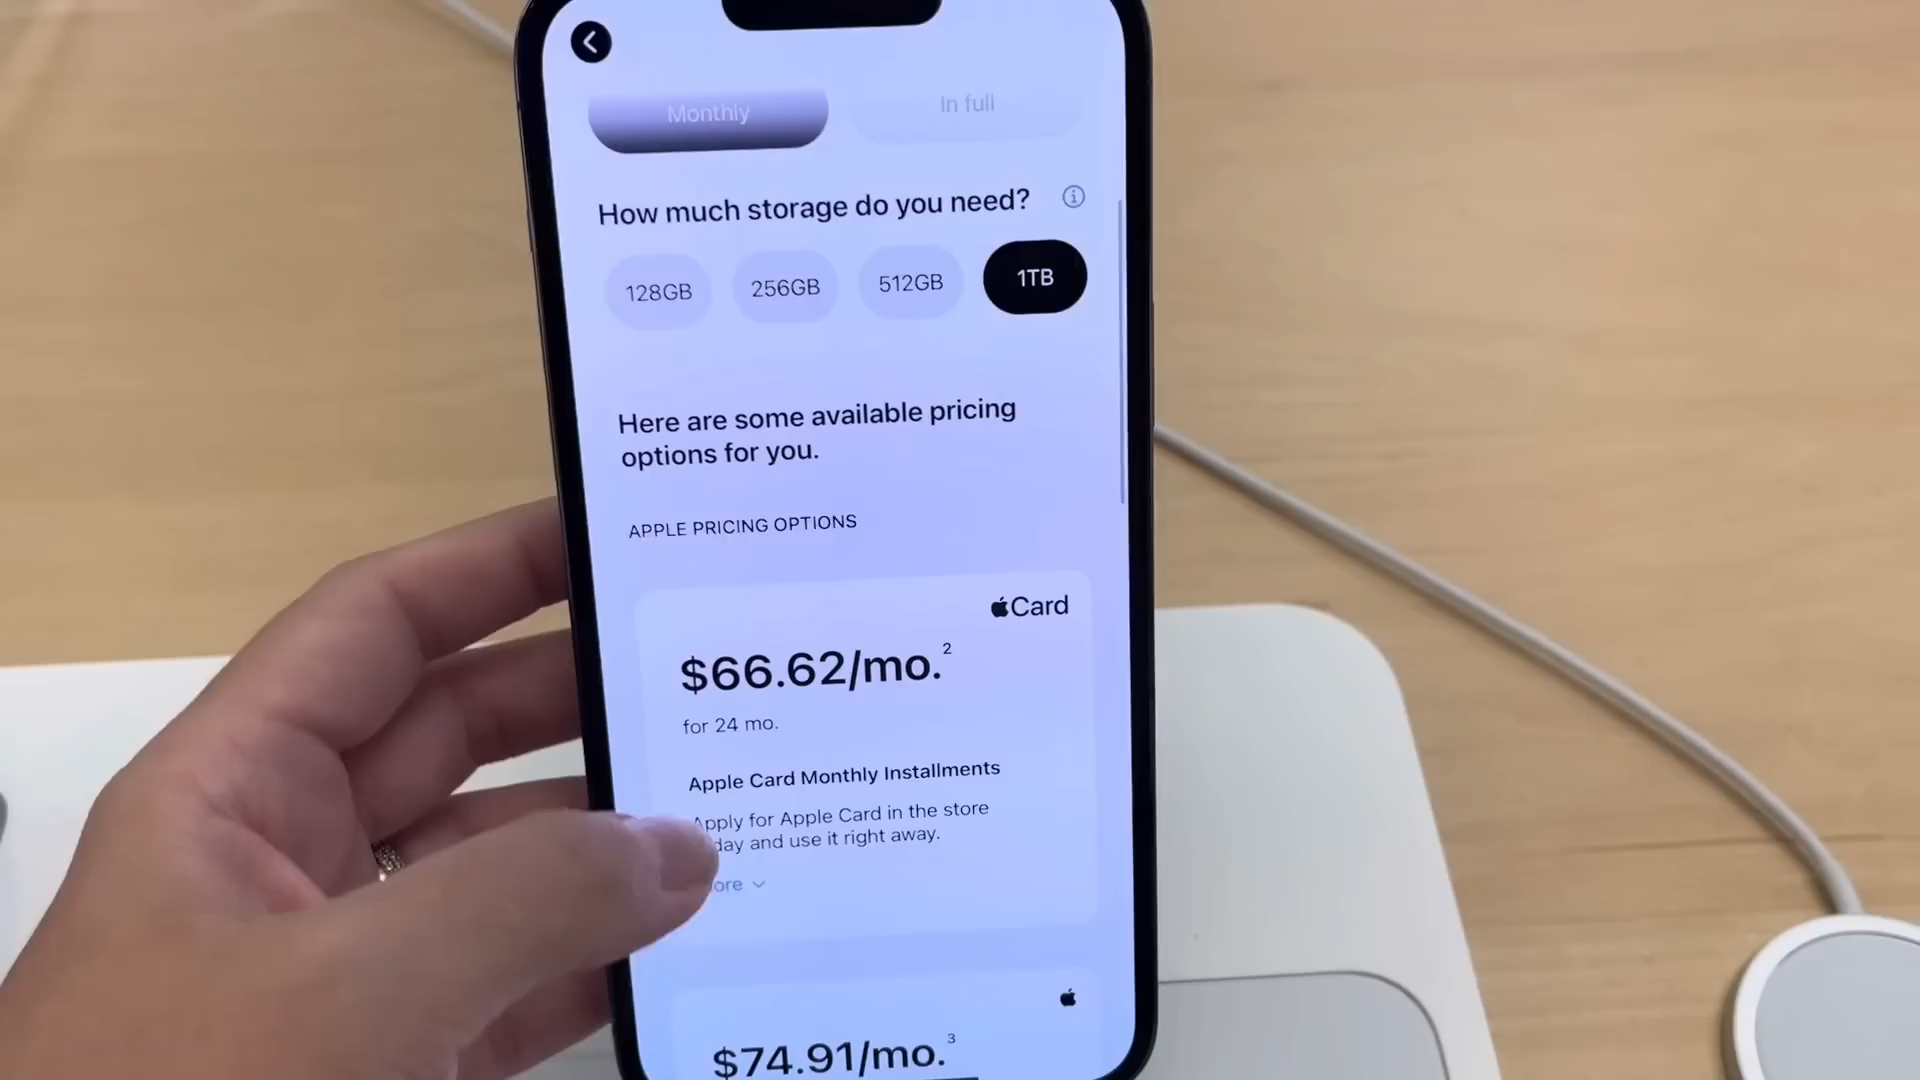 Monthly
In full
How much storage do you need?
128GB
256GB
512GB
1TB
Here are some available pricing
options for you.
APPLE PRICING OPTIONS
Card
$66.62/mo.²
for 24 mo.
Apple Card Monthly Installments
Apply for Apple Card in the store
day and use it right away.
ore
$74.91/mo.³